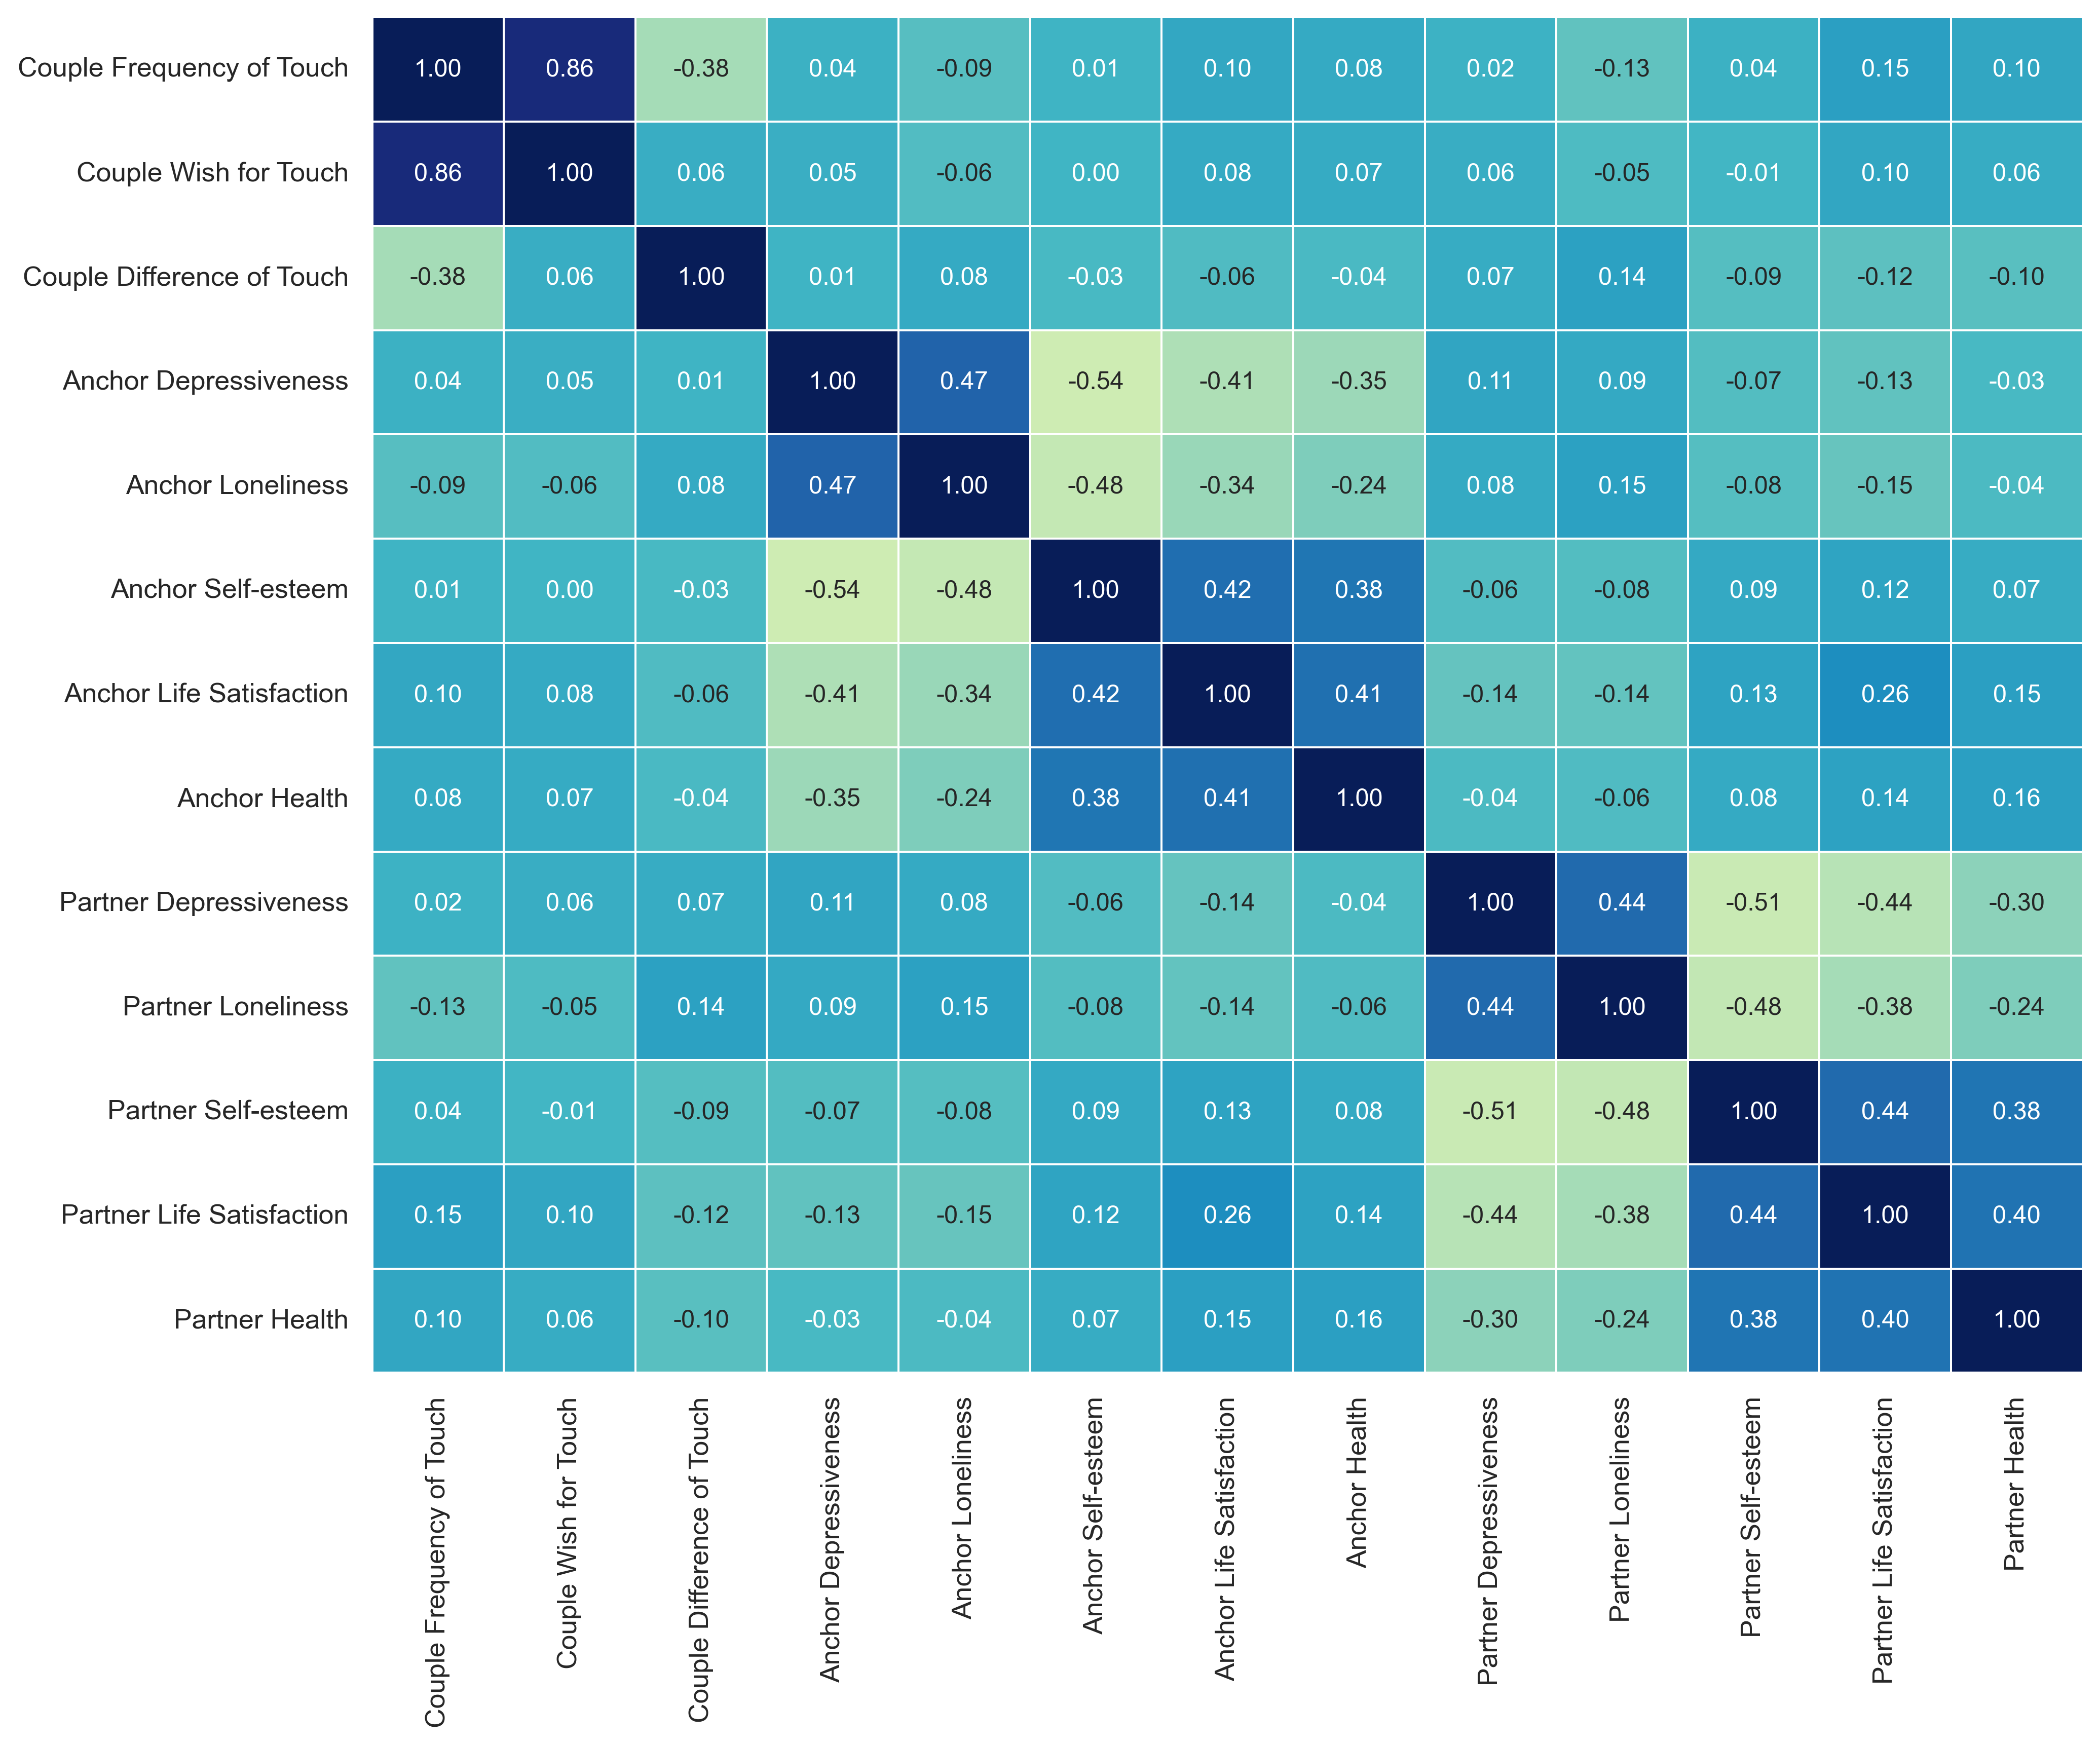 Couple Frequency of Touch 1.00 0.86 -0.38 0.04 -0.09 0.01 0.10 0.08 0.02 -0.13 0.04 0.15 0.10
Couple Wish for Touch 0.86 1.00 0.06 0.05 -0.06 0.00 0.08 0.07 0.06 -0.05 -0.01 0.10 0.06
Couple Difference of Touch -0.38 0.06 1.00 0.01 0.08 -0.03 -0.06 -0.04 0.07 0.14 -0.09 -0.12 -0.10
Anchor Depressiveness 0.04 0.05 0.01 1.00 0.47 -0.54 -0.41 -0.35 0.11 0.09 -0.07 -0.13 -0.03
Anchor Loneliness -0.09 -0.06 0.08 0.47 1.00 -0.48 -0.34 -0.24 0.08 0.15 -0.08 -0.15 -0.04
Anchor Self-esteem 0.01 0.00 -0.03 -0.54 -0.48 1.00 0.42 0.38 -0.06 -0.08 0.09 0.12 0.07
Anchor Life Satisfaction 0.10 0.08 -0.06 -0.41 -0.34 0.42 1.00 0.41 -0.14 -0.14 0.13 0.26 0.15
Anchor Health 0.08 0.07 -0.04 -0.35 -0.24 0.38 0.41 1.00 -0.04 -0.06 0.08 0.14 0.16
Partner Depressiveness 0.02 0.06 0.07 0.11 0.08 -0.06 -0.14 -0.04 1.00 0.44 -0.51 -0.44 -0.30
Partner Loneliness -0.13 -0.05 0.14 0.09 0.15 -0.08 -0.14 -0.06 0.44 1.00 -0.48 -0.38 -0.24
Partner Self-esteem 0.04 -0.01 -0.09 -0.07 -0.08 0.09 0.13 0.08 -0.51 -0.48 1.00 0.44 0.38
Partner Life Satisfaction 0.15 0.10 -0.12 -0.13 -0.15 0.12 0.26 0.14 -0.44 -0.38 0.44 1.00 0.40
Partner Health 0.10 0.06 -0.10 -0.03 -0.04 0.07 0.15 0.16 -0.30 -0.24 0.38 0.40 1.00
Couple Frequency of Touch
Couple Wish for Touch
Couple Difference of Touch
Anchor Depressiveness
Anchor Loneliness
Anchor Self-esteem
Anchor Life Satisfaction
Anchor Health
Partner Depressiveness
Partner Loneliness
Partner Self-esteem
Partner Life Satisfaction
Partner Health